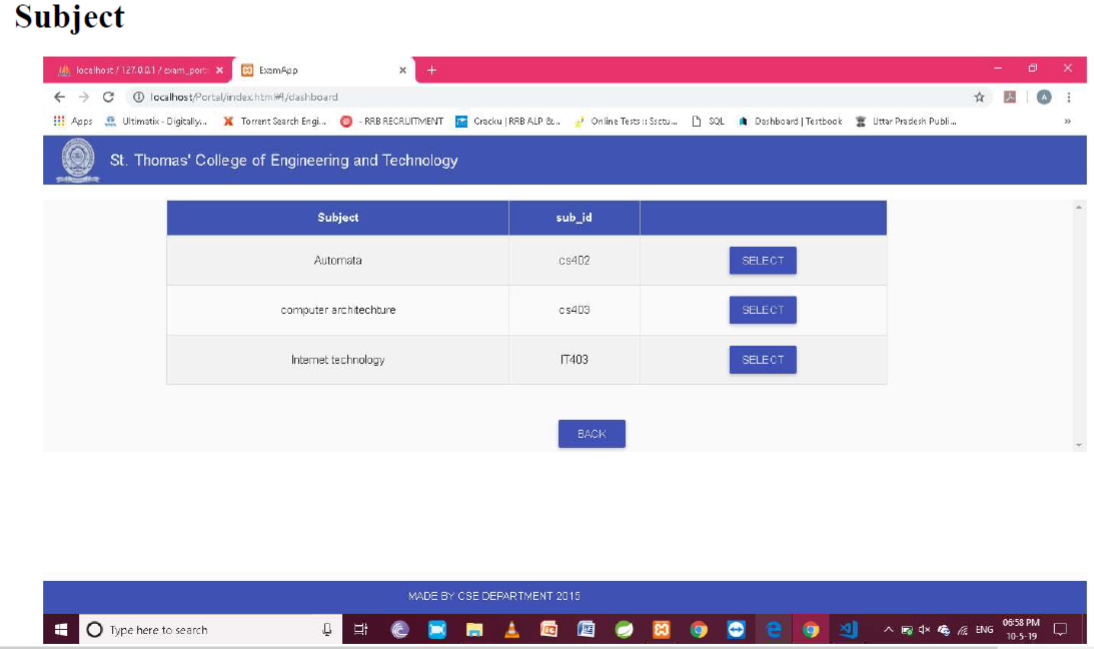 Subject
localhost / 127.0.0.1 / exam_port
ExamApp
localhost/Portal/index.html#!/dashboard
Apps Ultimatix - Digitally... Torrent Search Engi... - RRB RECRUITMENT Gracku | RRB ALP &... Online Tests :: Ssctu... SQL Dashboard | Testbook Uttar Pradesh Publi... »
St. Thomas' College of Engineering and Technology
Subject sub_id
Automata cs402 SELECT
computer architechture cs403 SELECT
Internet technology IT403 SELECT
BACK
MADE BY CSE DEPARTMENT 2015
Type here to search
ENG
06:58 PM
10-5-19